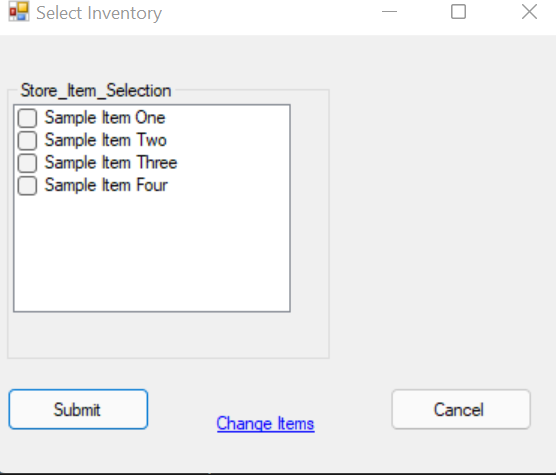 Select Inventory
Store_Item_Selection
Sample Item One
Sample Item Two
Sample Item Three
Sample Item Four
Submit
Change Items
Cancel